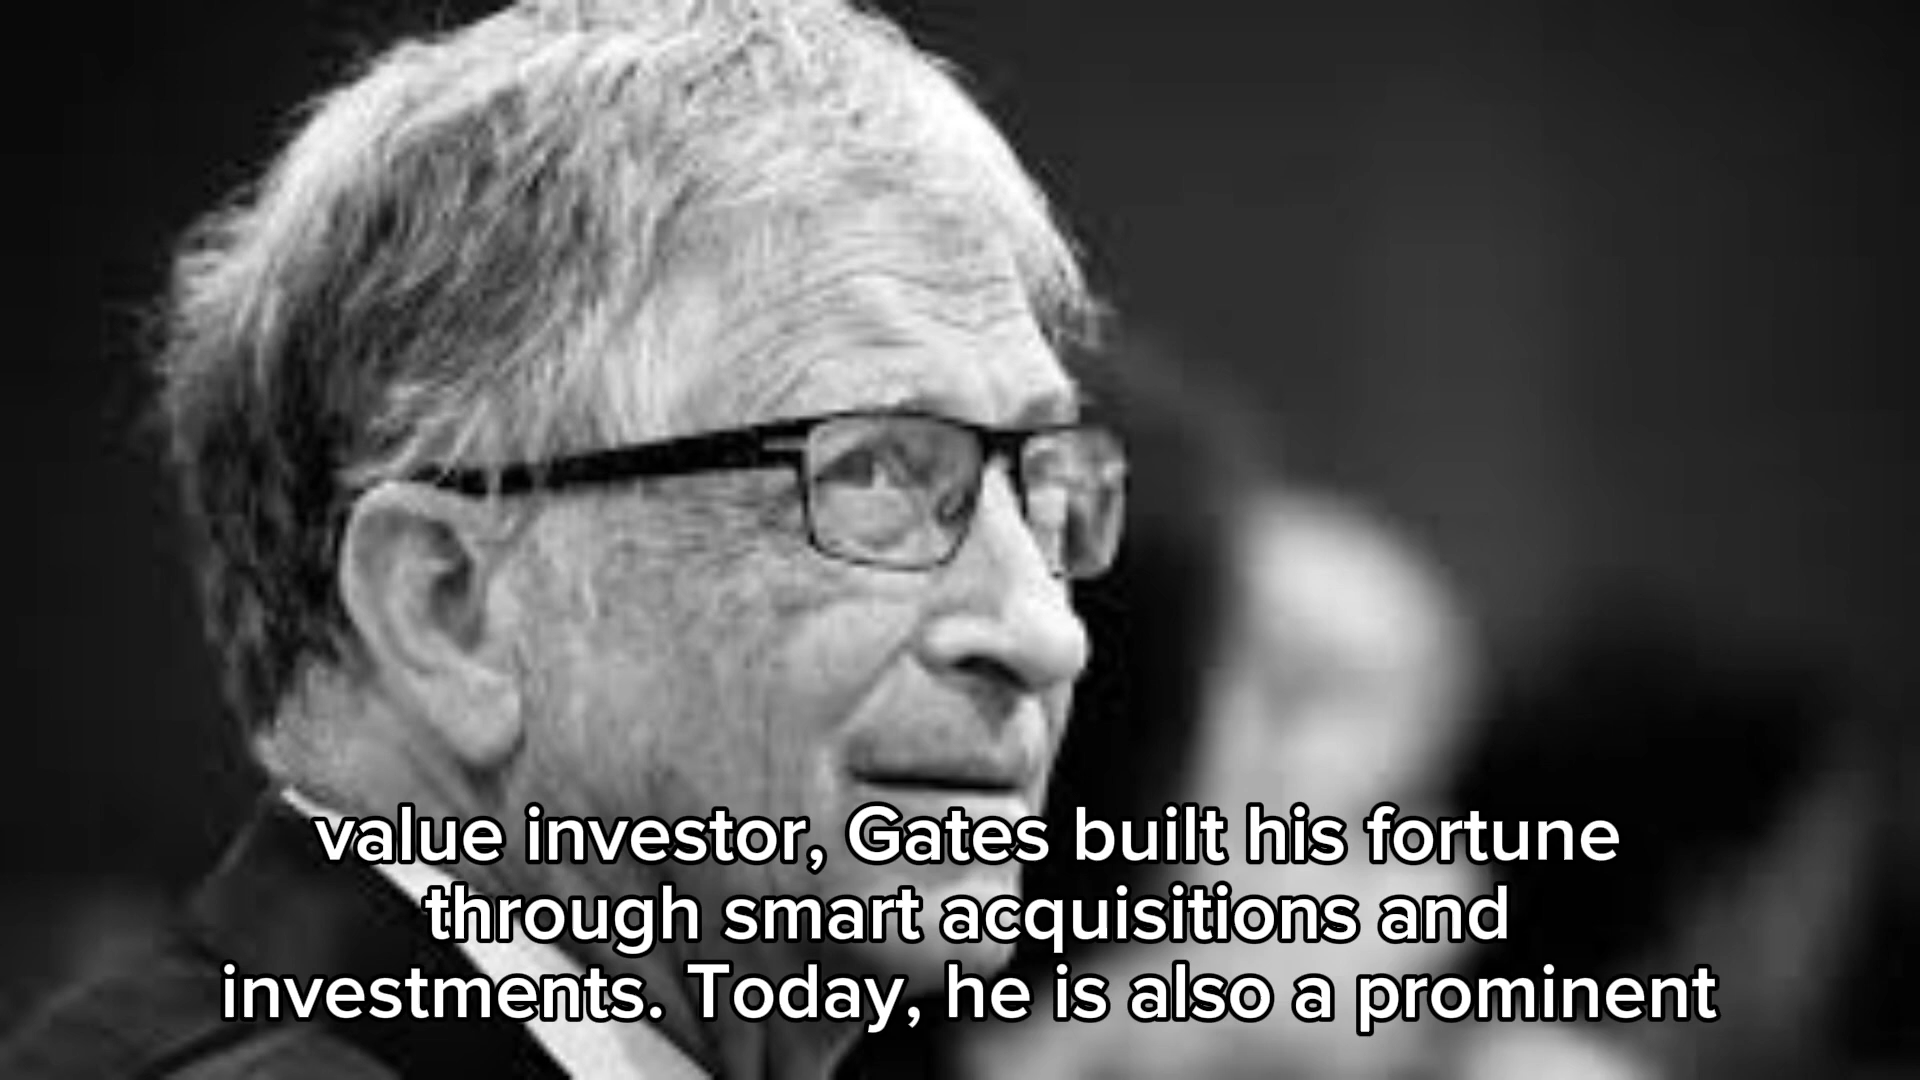 value investor, Gates built his fortune
through smart acquisitions and
investments. Today, he is also a prominent